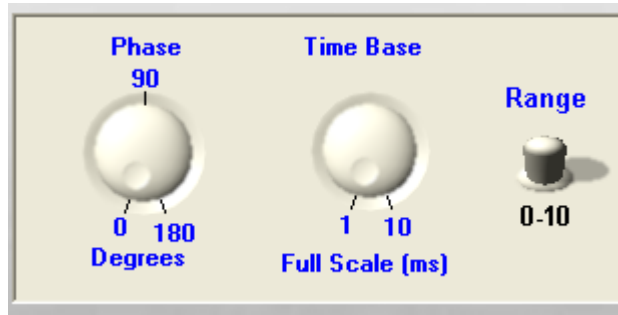 Phase
90
0 180
Degrees
Time Base
1 10
Full Scale (ms)
Range
0-10